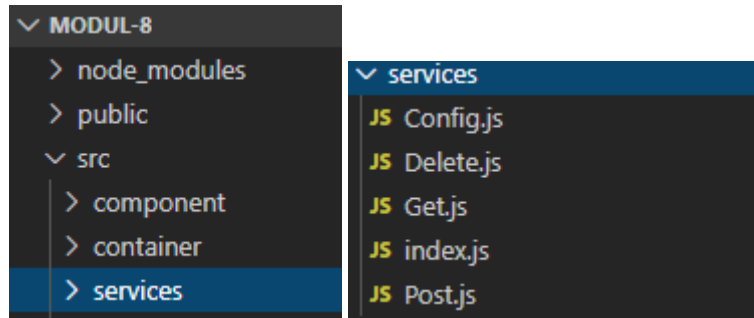 MODUL-8
node_modules
public
src
component
container
services
services
JS Config.js
JS Delete.js
JS Get.js
JS index.js
JS Post.js